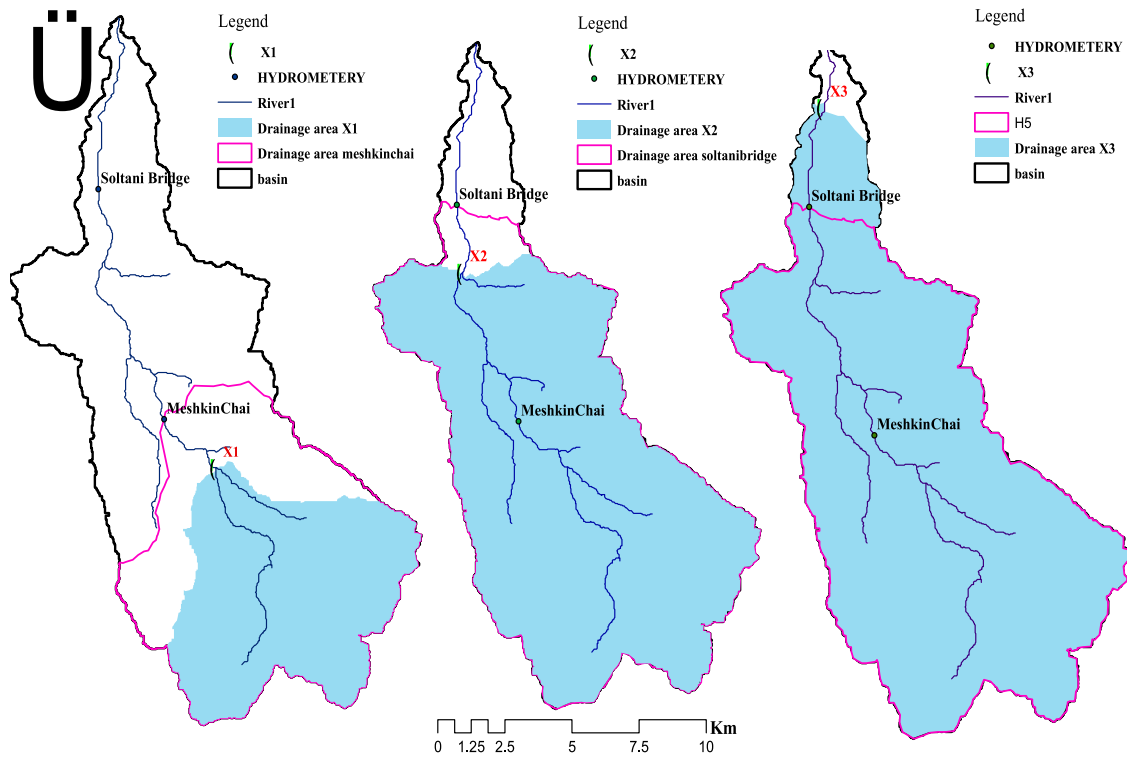 Ü
Legend
X1
HYDROMETERY
River1
Drainage area X1
Drainage area meshkinchai
basin
Soltani Bridge
MeshkinChai
X1
Legend
X2
HYDROMETERY
River1
Drainage area X2
Drainage area soltanibridge
basin
Soltani Bridge
X2
MeshkinChai
Legend
HYDROMETERY
X3
River1
H5
Drainage area X3
basin
X3
Soltani Bridge
MeshkinChai
Km
0 1.25 2.5 5 7.5 10